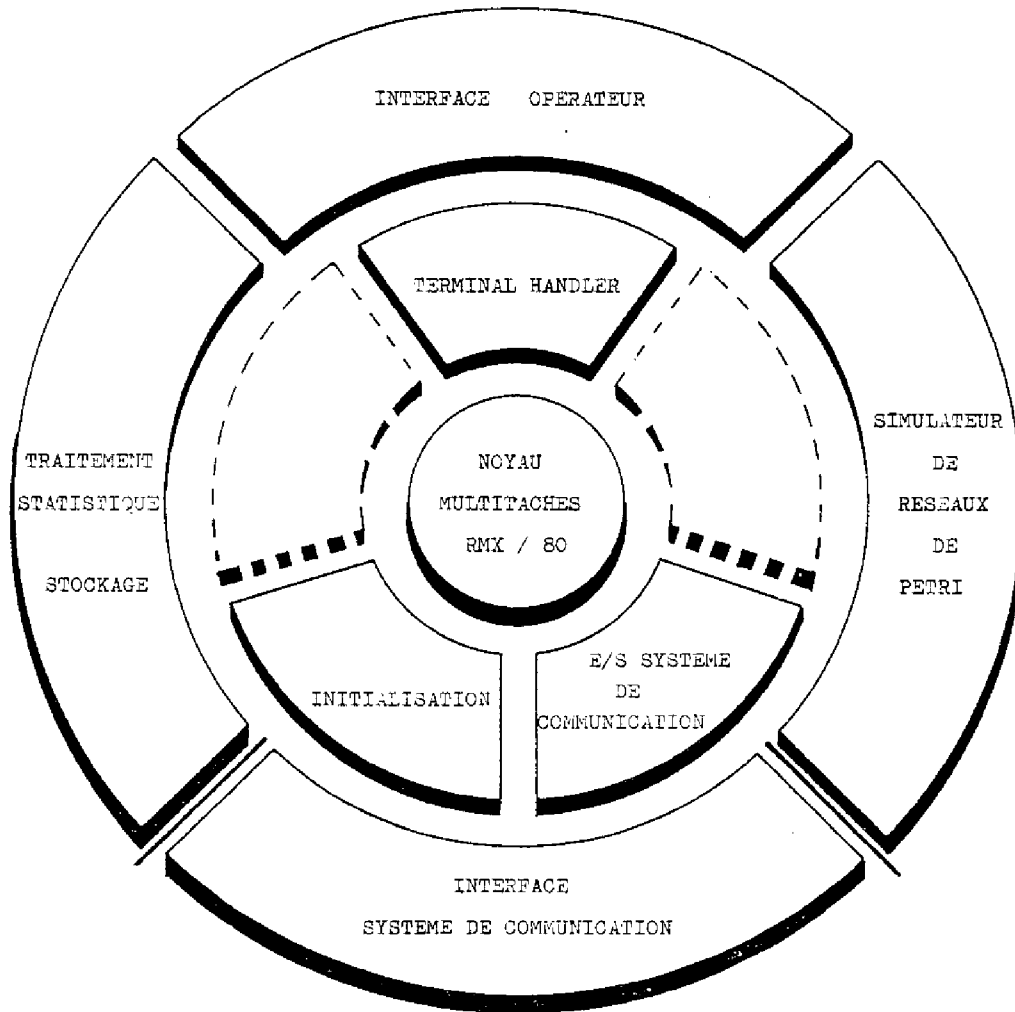 INTERFACE OPERATEUR
TERMINAL HANDLER
NOYAU
MULTITACHES
RMX / 80
TRAITEMENT
STATISTIQUE
STOCKAGE
SIMULATEUR
DE
RESEAUX
DE
PETRI
INITIALISATION
E/S SYSTEME
DE
COMMUNICATION
INTERFACE
SYSTEME DE COMMUNICATION